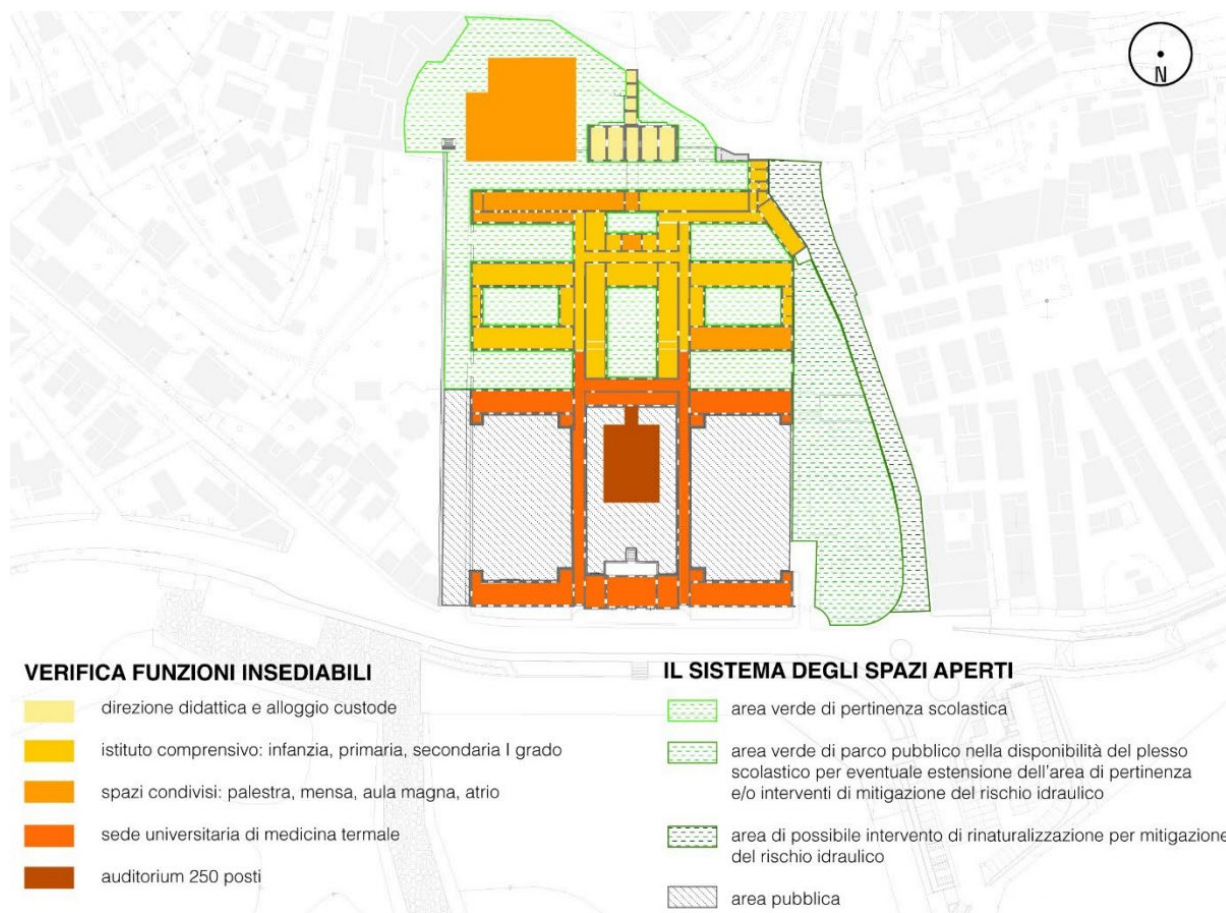 N
VERIFICA FUNZIONI INSEDIABILI
direzione didattica e alloggio custode
istituto comprensivo: infanzia, primaria, secondaria I grado
spazi condivisi: palestra, mensa, aula magna, atrio
sede universitaria di medicina termale
auditorium 250 posti
IL SISTEMA DEGLI SPAZI APERTI
area verde di pertinenza scolastica
area verde di parco pubblico nella disponibilità del plesso
scolastico per eventuale estensione dell'area di pertinenza
e/o interventi di mitigazione del rischio idraulico
area di possibile intervento di rinaturalizzazione per mitigazione
del rischio idraulico
area pubblica